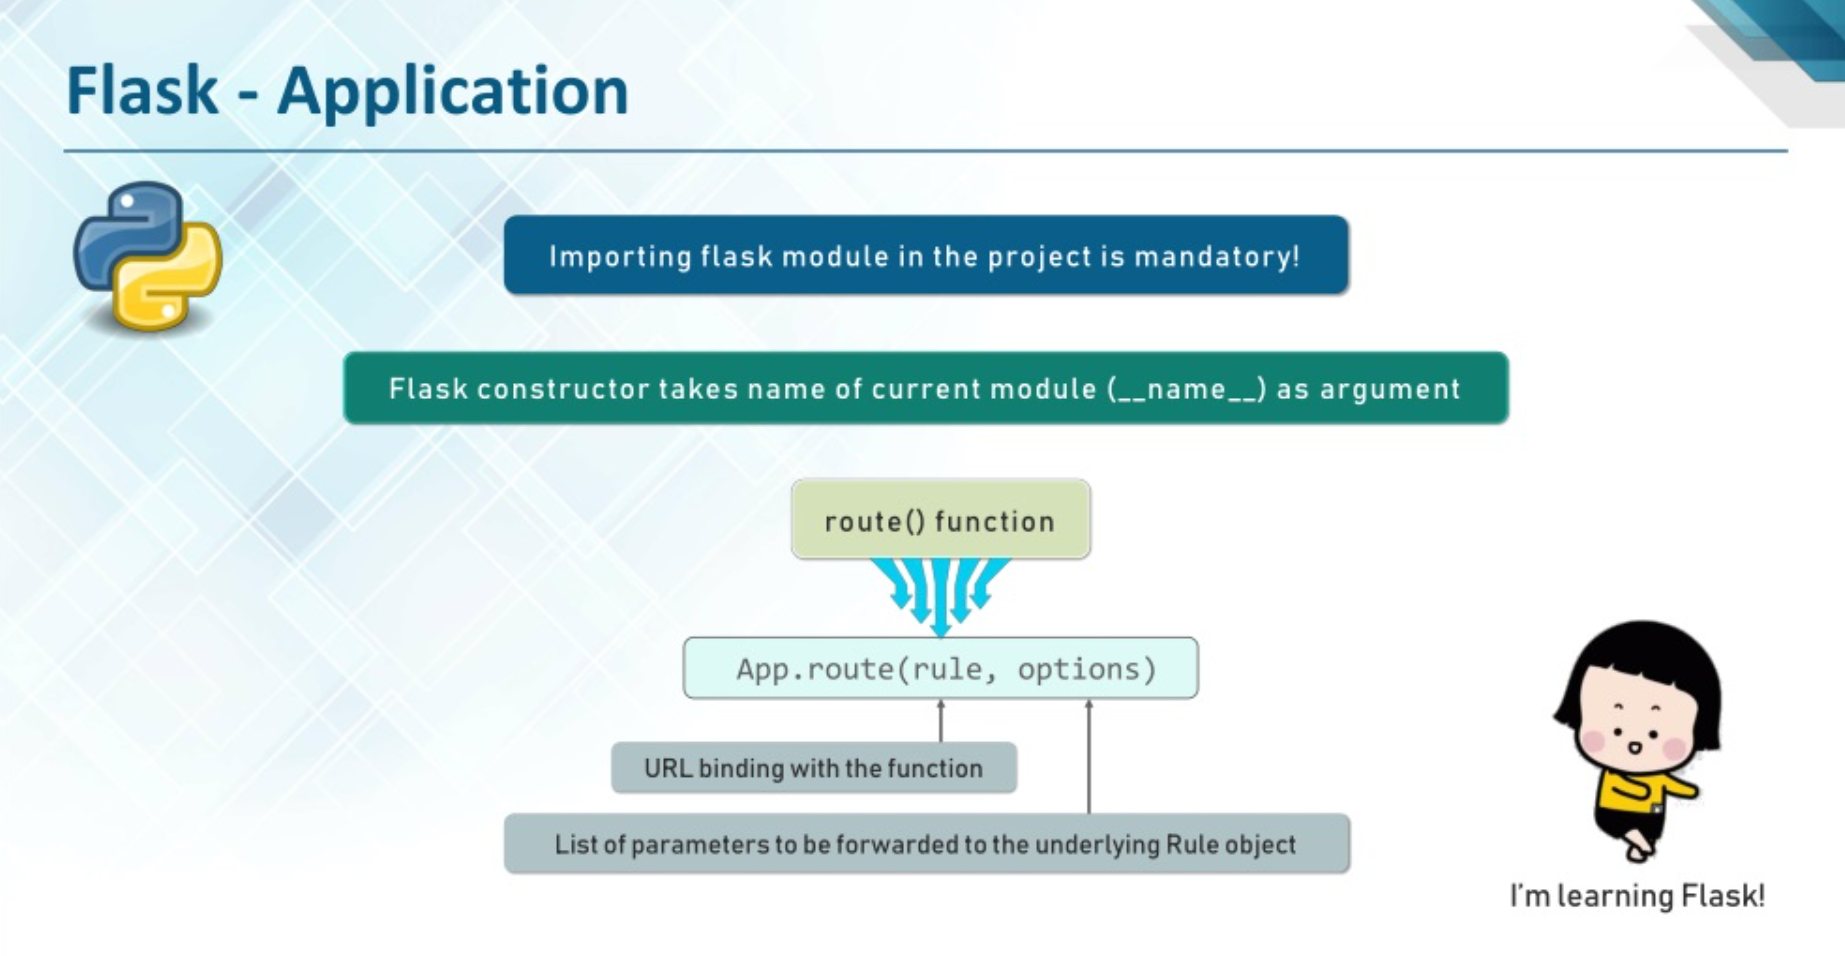 Flask - Application
Importing flask module in the project is mandatory!
Flask constructor takes name of current module (__name__) as argument
route() function
App.route(rule, options)
URL binding with the function
List of parameters to be forwarded to the underlying Rule object
I'm learning Flask!